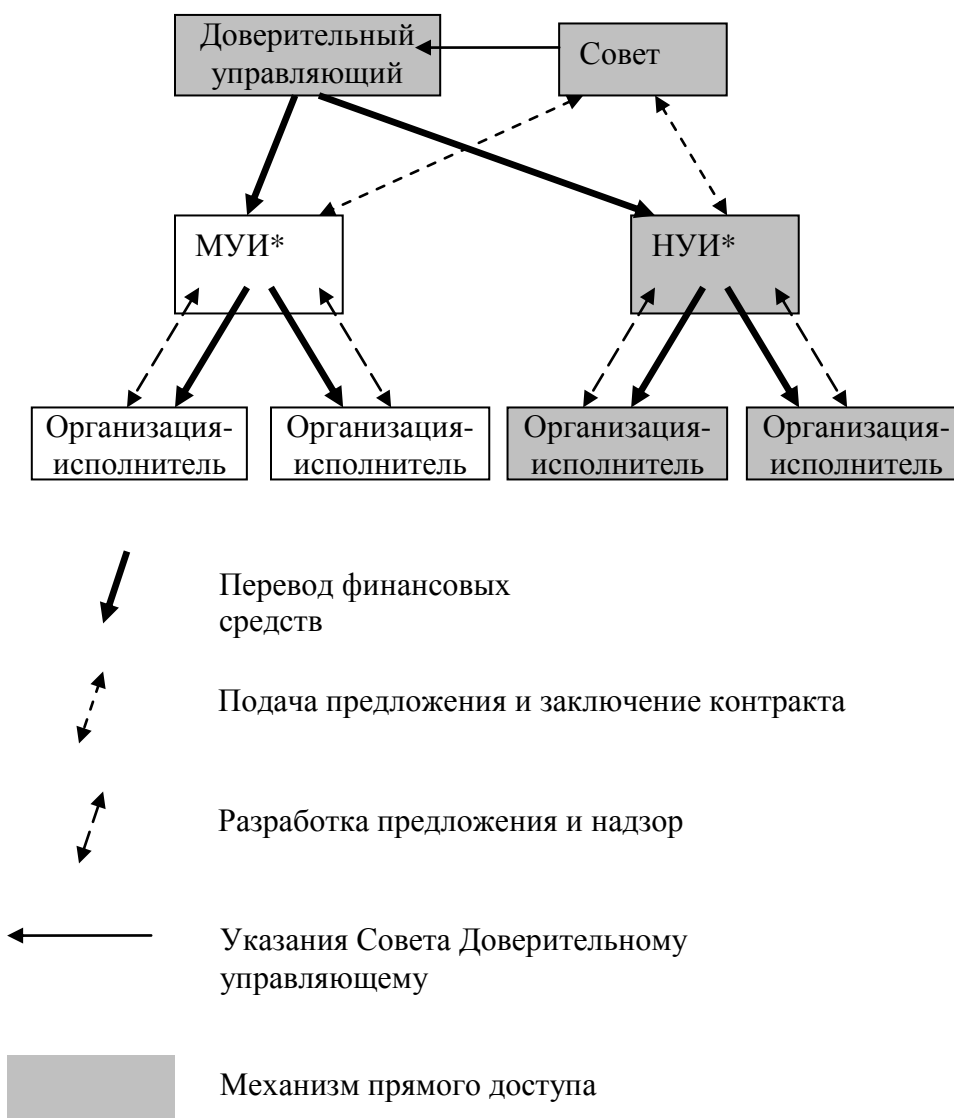 Доверительный
управляющий
Совет
МУИ*
НУИ*
Организация-
исполнитель
Организация-
исполнитель
Организация-
исполнитель
Организация-
исполнитель
Перевод финансовых
средств
Подача предложения и заключение контракта
Разработка предложения и надзор
Указания Совета Доверительному
управляющему
Механизм прямого доступа